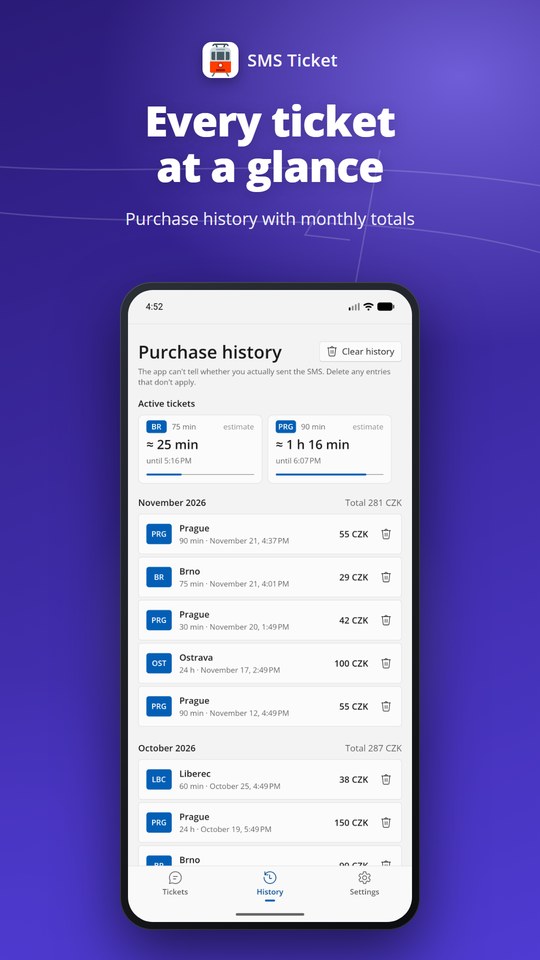 SMS Ticket
Every ticket
at a glance
Purchase history with monthly totals
4:52
Purchase history
Clear history
The app can't tell whether you actually sent the SMS. Delete any entries
that don't apply.
Active tickets
BR 75 min estimate
≈ 25 min
until 5:16 PM
PRG 90 min estimate
≈ 1 h 16 min
until 6:07 PM
November 2026 Total 281 CZK
PRG Prague 55 CZK
90 min · November 21, 4:37 PM
BR Brno 29 CZK
75 min · November 21, 4:01 PM
PRG Prague 42 CZK
30 min · November 20, 1:49 PM
OST Ostrava 100 CZK
24 h · November 17, 2:49 PM
PRG Prague 55 CZK
90 min · November 12, 4:49 PM
October 2026 Total 287 CZK
LBC Liberec 38 CZK
60 min · October 25, 4:49 PM
PRG Prague 150 CZK
24 h · October 19, 5:49 PM
Brno
Tickets History Settings